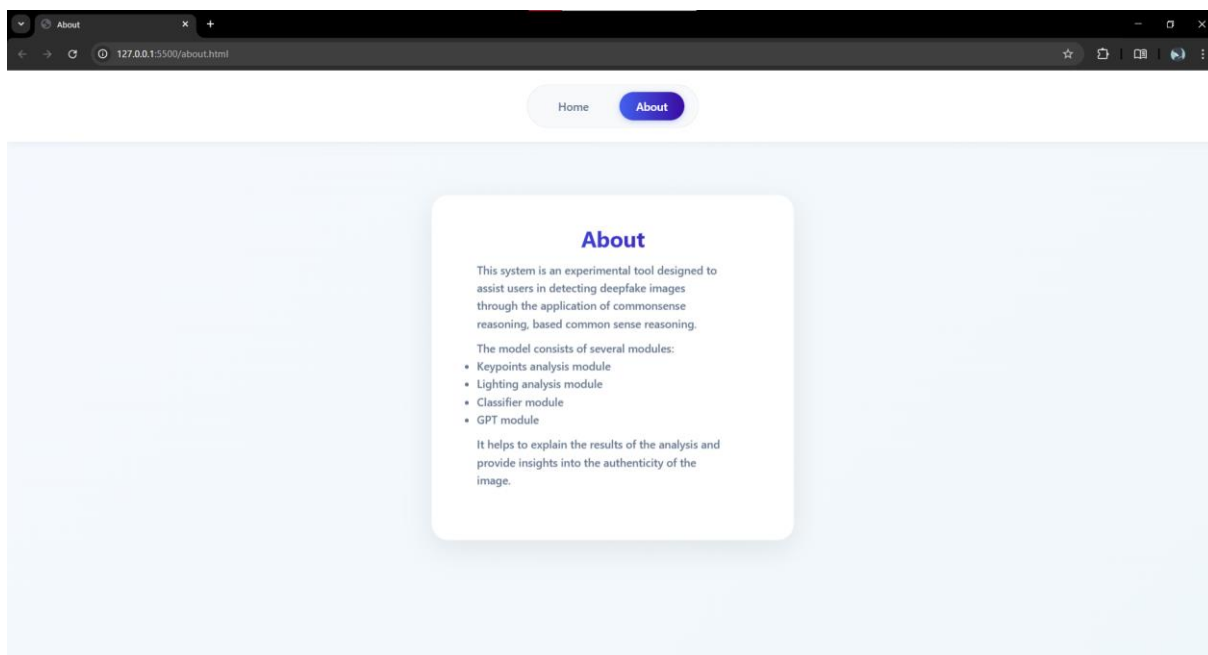 About
127.0.0.1:5500/about.html
Home
About
About
This system is an experimental tool designed to
assist users in detecting deepfake images
through the application of commonsense
reasoning, based common sense reasoning.
The model consists of several modules:
• Keypoints analysis module
• Lighting analysis module
• Classifier module
• GPT module
It helps to explain the results of the analysis and
provide insights into the authenticity of the
image.